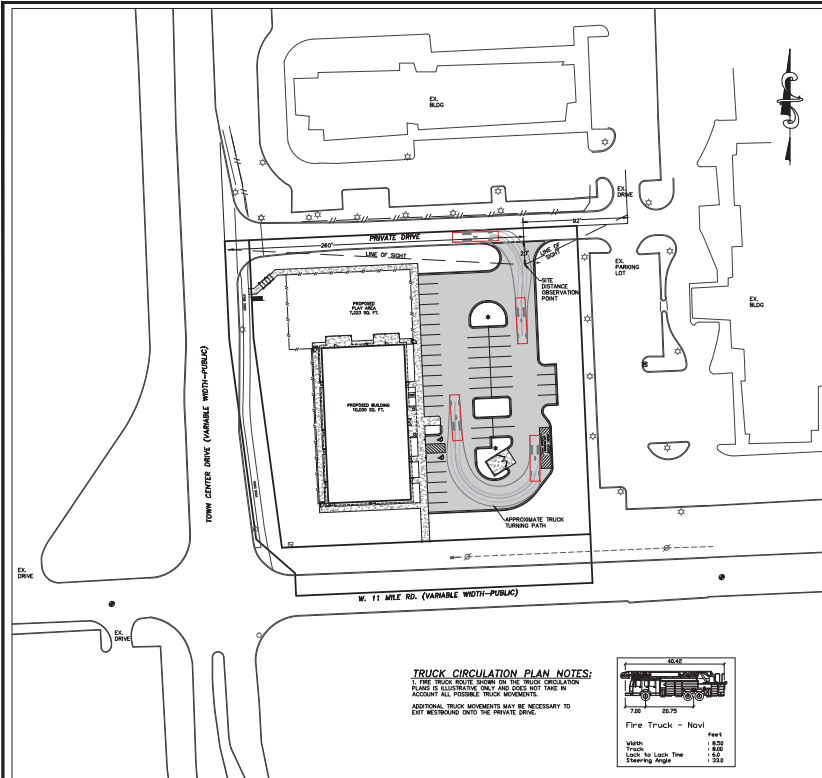 EX.
BLDG
EX.
DRIVE
92'
PRIVATE DRIVE
260'
LINE OF SIGHT
20'
LINE OF
SIGHT
SITE
DISTANCE
OBSERVATION
POINT
EX.
PARKING
LOT
EX.
BLDG
PROPOSED
PLAY AREA
7,223 SQ. FT.
PROPOSED BUILDING
10,000 SQ. FT.
TOWN CENTER DRIVE (VARIABLE WIDTH-PUBLIC)
APPROXIMATE TRUCK
TURNING PATH
EX.
DRIVE
W. 11 MILE RD. (VARIABLE WIDTH-PUBLIC)
EX.
DRIVE
TRUCK CIRCULATION PLAN NOTES:
1. FIRE TRUCK ROUTE SHOWN ON THE TRUCK CIRCULATION
PLANS IS ILLUSTRATIVE ONLY AND DOES NOT TAKE IN
ACCOUNT ALL POSSIBLE TRUCK MOVEMENTS.
ADDITIONAL TRUCK MOVEMENTS MAY BE NECESSARY TO
EXIT WESTBOUND ONTO THE PRIVATE DRIVE.
40.42
7.00 20.75
Fire Truck - Novi
feet
Width : 8.50
Track : 8.00
Lock to Lock Time : 6.0
Steering Angle : 33.0